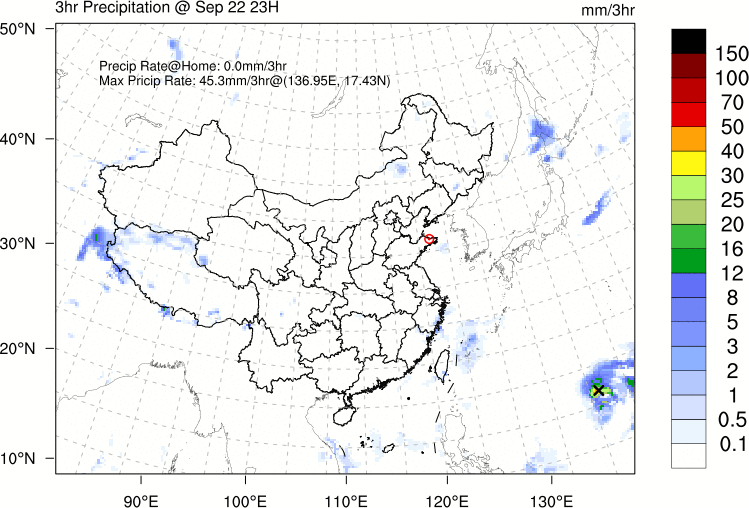 3hr Precipitation @ Sep 22 23H
mm/3hr
Precip Rate@Home: 0.0mm/3hr
Max Pricip Rate: 45.3mm/3hr@(136.95E, 17.43N)
50°N
40°N
30°N
20°N
10°N
90°E
100°E
110°E
120°E
130°E
150
100
70
50
40
30
25
20
16
12
8
5
3
2
1
0.5
0.1